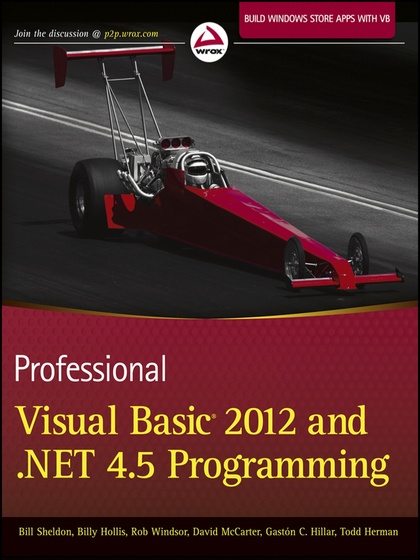 BUILD WINDOWS STORE APPS WITH VB
Join the discussion @ p2p.wrox.com
wrox
Professional
Visual Basic® 2012 and
.NET 4.5 Programming
Bill Sheldon, Billy Hollis, Rob Windsor, David McCarter, Gastón C. Hillar, Todd Herman